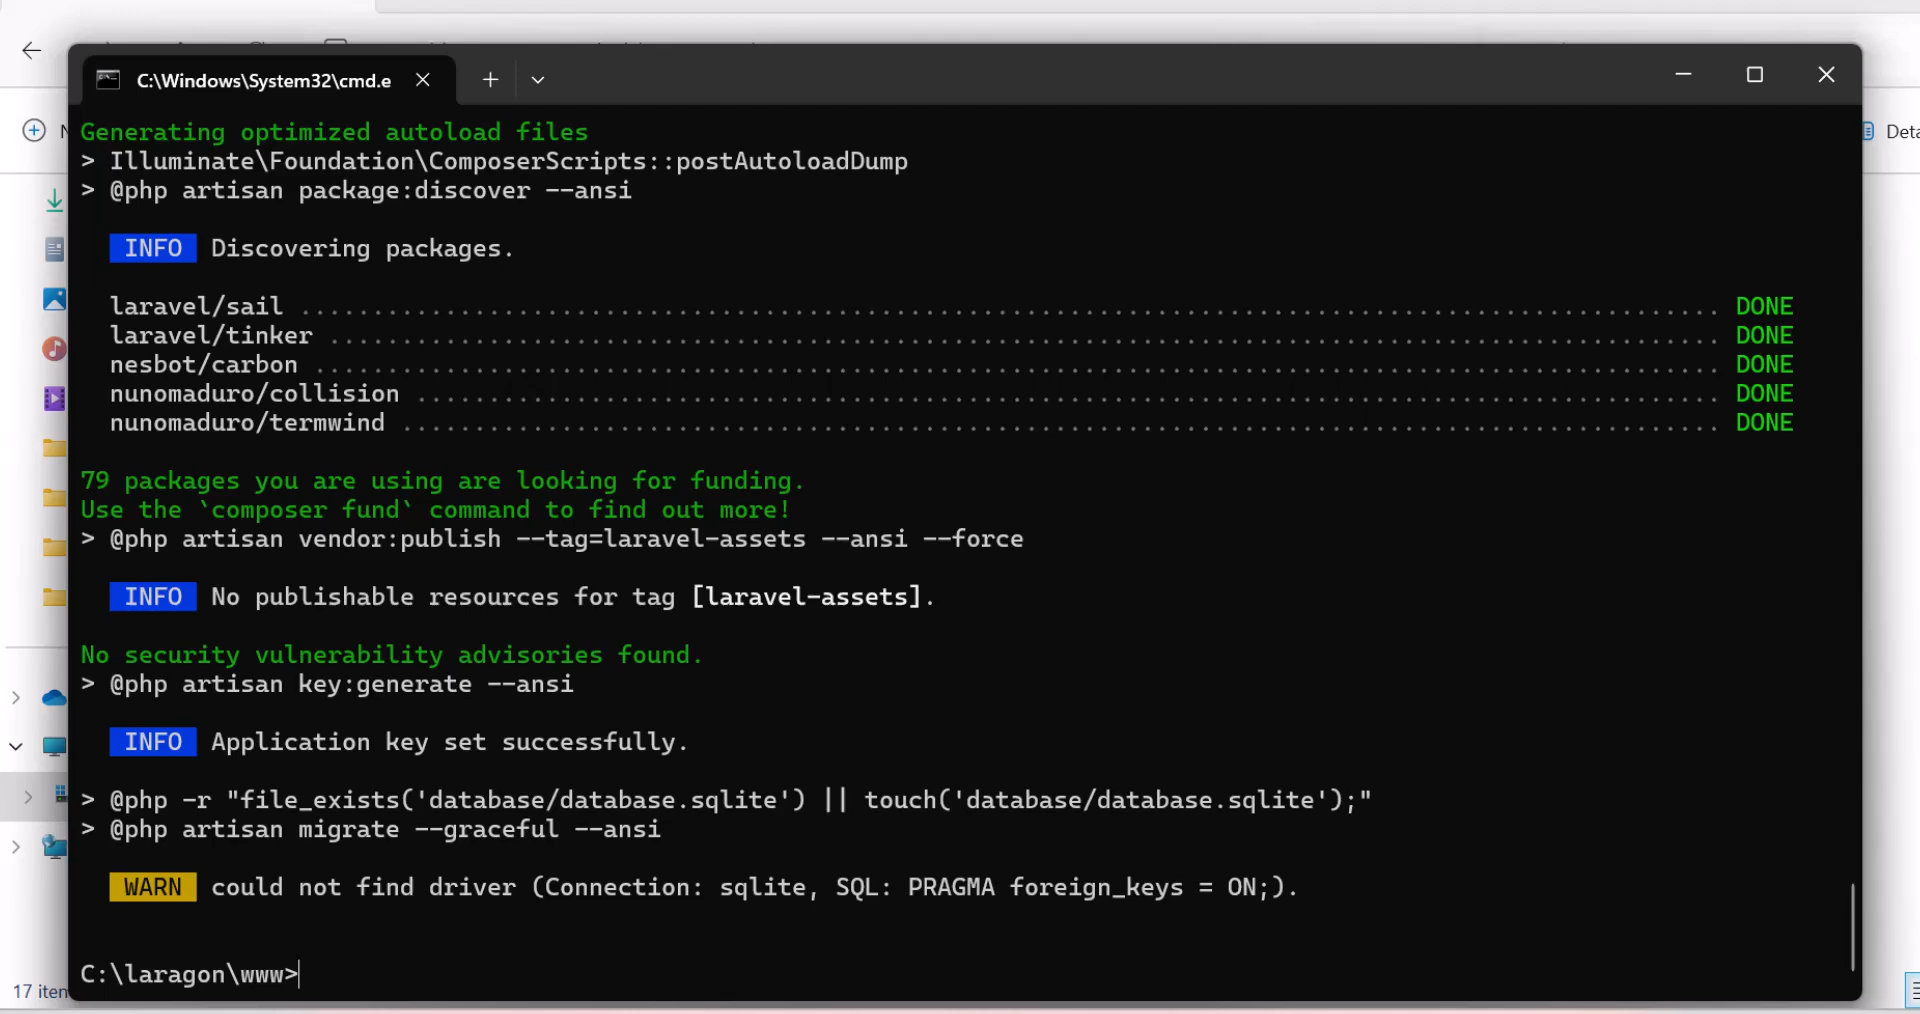 C:\Windows\System32\cmd.e
Generating optimized autoload files
> Illuminate\Foundation\ComposerScripts::postAutoloadDump
> @php artisan package:discover --ansi
INFO Discovering packages.
laravel/sail ................................................................................................. DONE
laravel/tinker ............................................................................................... DONE
nesbot/carbon ................................................................................................ DONE
nunomaduro/collision ......................................................................................... DONE
nunomaduro/termwind .......................................................................................... DONE
79 packages you are using are looking for funding.
Use the `composer fund` command to find out more!
> @php artisan vendor:publish --tag=laravel-assets --ansi --force
INFO No publishable resources for tag [laravel-assets].
No security vulnerability advisories found.
> @php artisan key:generate --ansi
INFO Application key set successfully.
> @php -r "file_exists('database/database.sqlite') || touch('database/database.sqlite');"
> @php artisan migrate --graceful --ansi
WARN could not find driver (Connection: sqlite, SQL: PRAGMA foreign_keys = ON;).
C:\laragon\www>
17